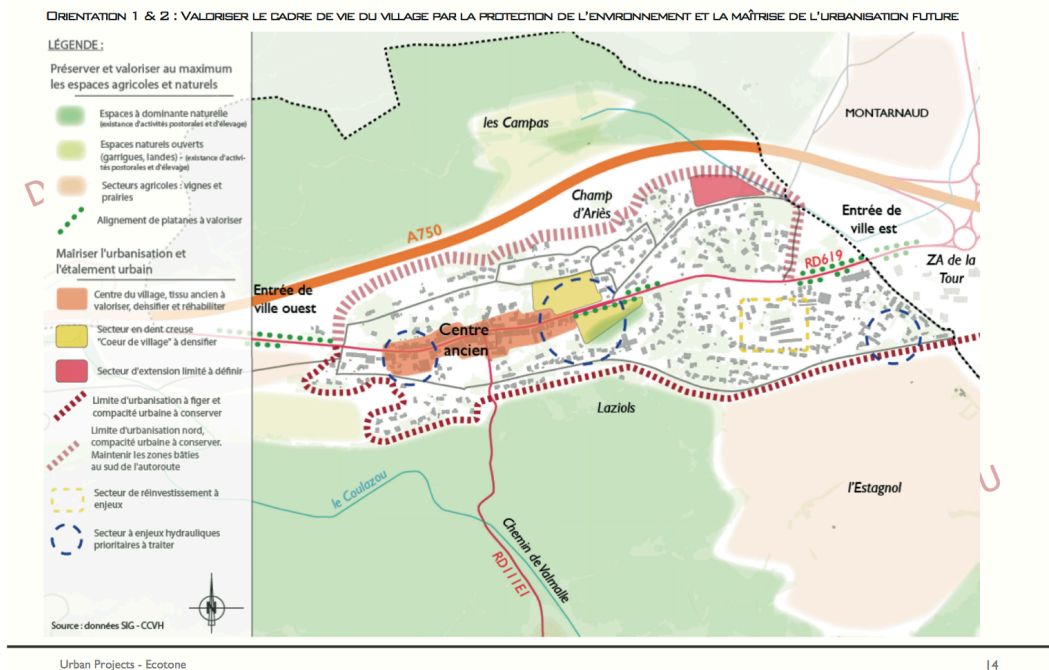 ORIENTATION 1 & 2 : VALORISER LE CADRE DE VIE DU VILLAGE PAR LA PROTECTION DE L'ENVIRONNEMENT ET LA MAÎTRISE DE L'URBANISATION FUTURE
LÉGENDE :
Préserver et valoriser au maximum
les espaces agricoles et naturels
Espaces à dominante naturelle
(existance d'activités postorales et d'élevage)
Espaces naturels ouverts
(garrigues, landes) - (existance d'activi-
tés postorales et d'élevage)
Secteurs agricoles : vignes et
prairies
Alignement de platanes à valoriser
Maîriser l'urbanisation et
l'étalement urbain
Centre du village, tissu ancien à
valoriser, densifier et réhabiliter
Secteur en dent creuse
"Coeur de village" à densifier
Secteur d'extension limité à définir
Limite d'urbanisation à figer et
compacité urbaine à conserver
Limite d'urbanisation nord,
compacité urbaine à conserver.
Maintenir les zones bâties
au sud de l'autoroute
Secteur de réinvestissement à
enjeux
Secteur à enjeux hydrauliques
prioritaires à traiter
N
Source : données SIG - CCVH
les Campas
MONTARNAUD
Champ
d'Ariès
A750
Entrée de
ville est
RD619
ZA de la
Tour
Entrée de
ville ouest
Centre
ancien
Laziols
l'Estagnol
le Coulazou
Chemin de Valmalle
RD111E1
D
U
Urban Projects - Ecotone
14